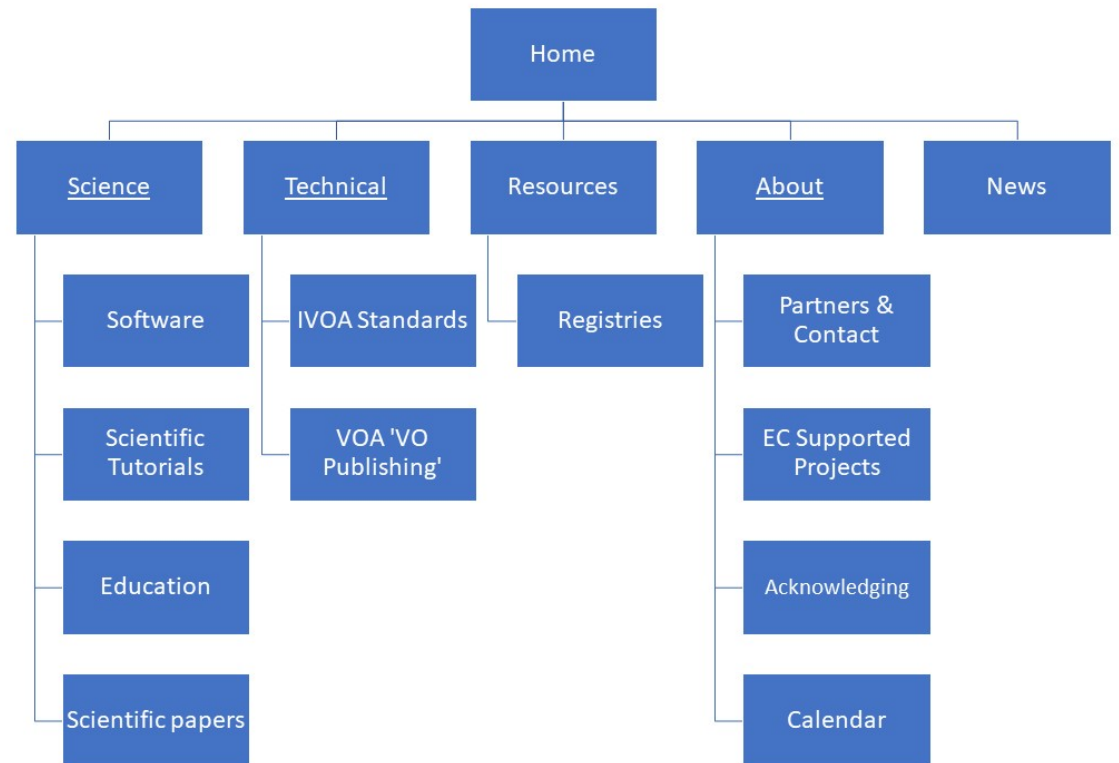 Home
Science
Technical
Resources
About
News
Software
IVOA Standards
Registries
Partners &
Contact
Scientific
Tutorials
VOA 'VO
Publishing'
EC Supported
Projects
Education
Acknowledging
Scientific papers
Calendar